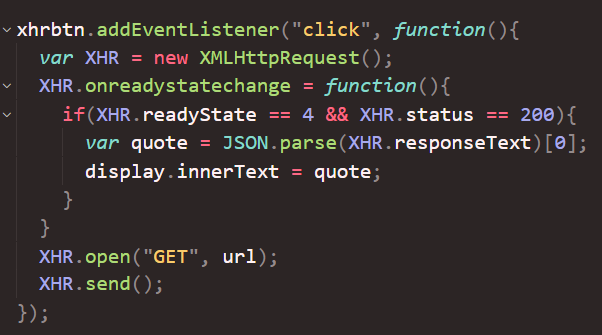 xhrbtn.addEventListener("click", function(){
  var XHR = new XMLHttpRequest();
  XHR.onreadystatechange = function(){
    if(XHR.readyState == 4 && XHR.status == 200){
      var quote = JSON.parse(XHR.responseText)[0];
      display.innerText = quote;
    }
  }
  XHR.open("GET", url);
  XHR.send();
});